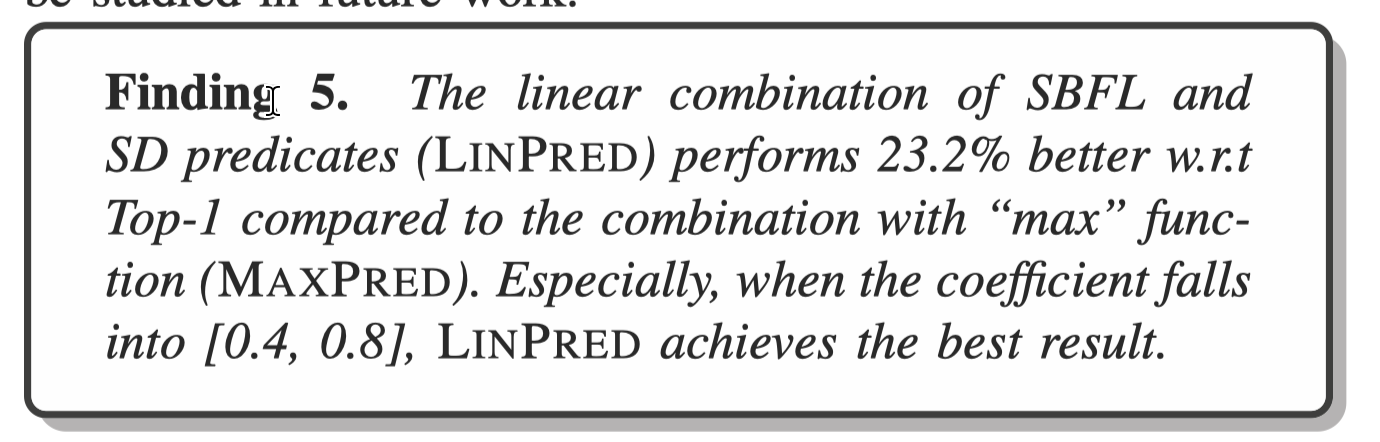 be studied in future work.
Finding 5. The linear combination of SBFL and
SD predicates (LINPRED) performs 23.2% better w.r.t
Top-1 compared to the combination with “max” func-
tion (MAXPRED). Especially, when the coefficient falls
into [0.4, 0.8], LINPRED achieves the best result.